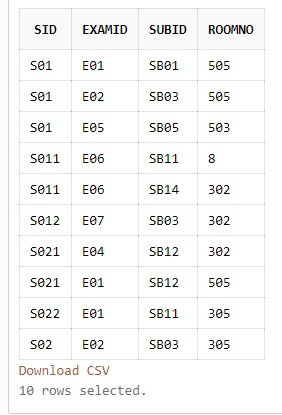 SID EXAMID SUBID ROOMNO
S01 E01 SB01 505
S01 E02 SB03 505
S01 E05 SB05 503
S011 E06 SB11 8
S011 E06 SB14 302
S012 E07 SB03 302
S021 E04 SB12 302
S021 E01 SB12 505
S022 E01 SB11 305
S02 E02 SB03 305
Download CSV
10 rows selected.